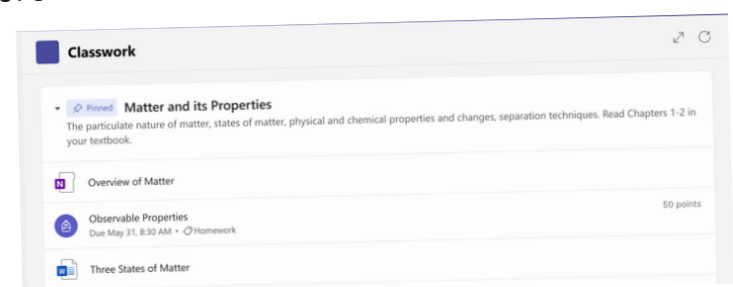 Classwork
Pinned Matter and its Properties
The particulate nature of matter, states of matter, physical and chemical properties and changes, separation techniques. Read Chapters 1-2 in
your textbook.
Overview of Matter
Observable Properties
50 points
Due May 31, 8:30 AM • Homework
Three States of Matter